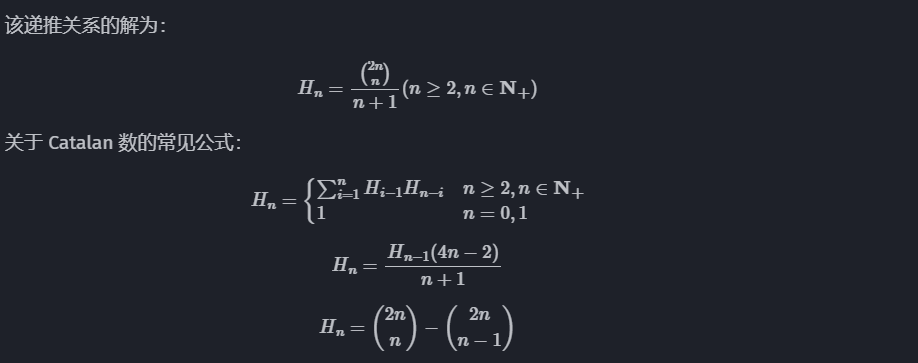 该递推关系的解为：
$H_n = \frac{\binom{2n}{n}}{n+1} (n \geq 2, n \in \mathbf{N}_+)$
关于 Catalan 数的常见公式：
$H_n = \begin{cases} \sum_{i=1}^{n} H_{i-1} H_{n-i} & n \geq 2, n \in \mathbf{N}_+ \\ 1 & n = 0, 1 \end{cases}$
$H_n = \frac{H_{n-1}(4n-2)}{n+1}$
$H_n = \binom{2n}{n} - \binom{2n}{n-1}$